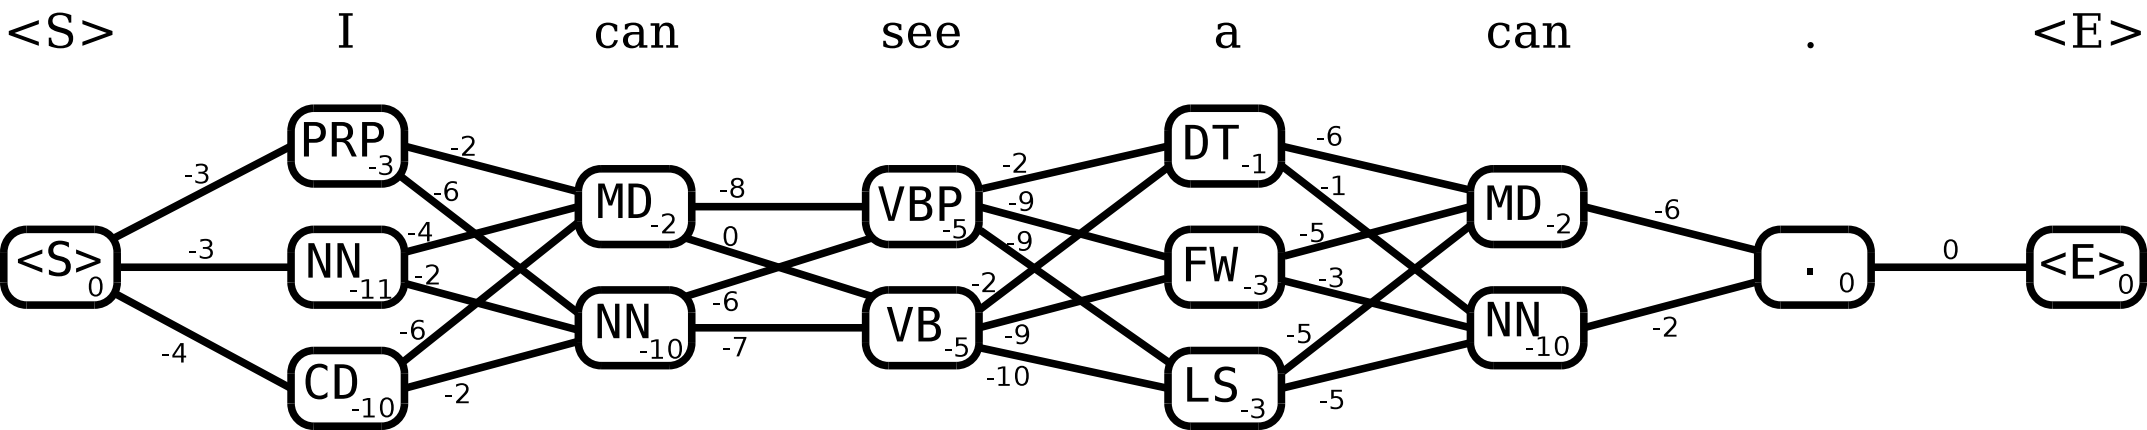 <S> I can see a can . <E>
PRP -3
DT -1
-2
-6
-3
MD -2
-8
VBP -5
-2
-1
MD -2
-6
-6
-9
<S> 0
-3
NN -11
-4
0
-9
FW -3
-5
. 0
0
<E> 0
-2
-2
-3
-4
-6
NN -10
-6
VB -5
-9
-5
NN -10
-2
-7
-10
CD -10
-2
LS -3
-5